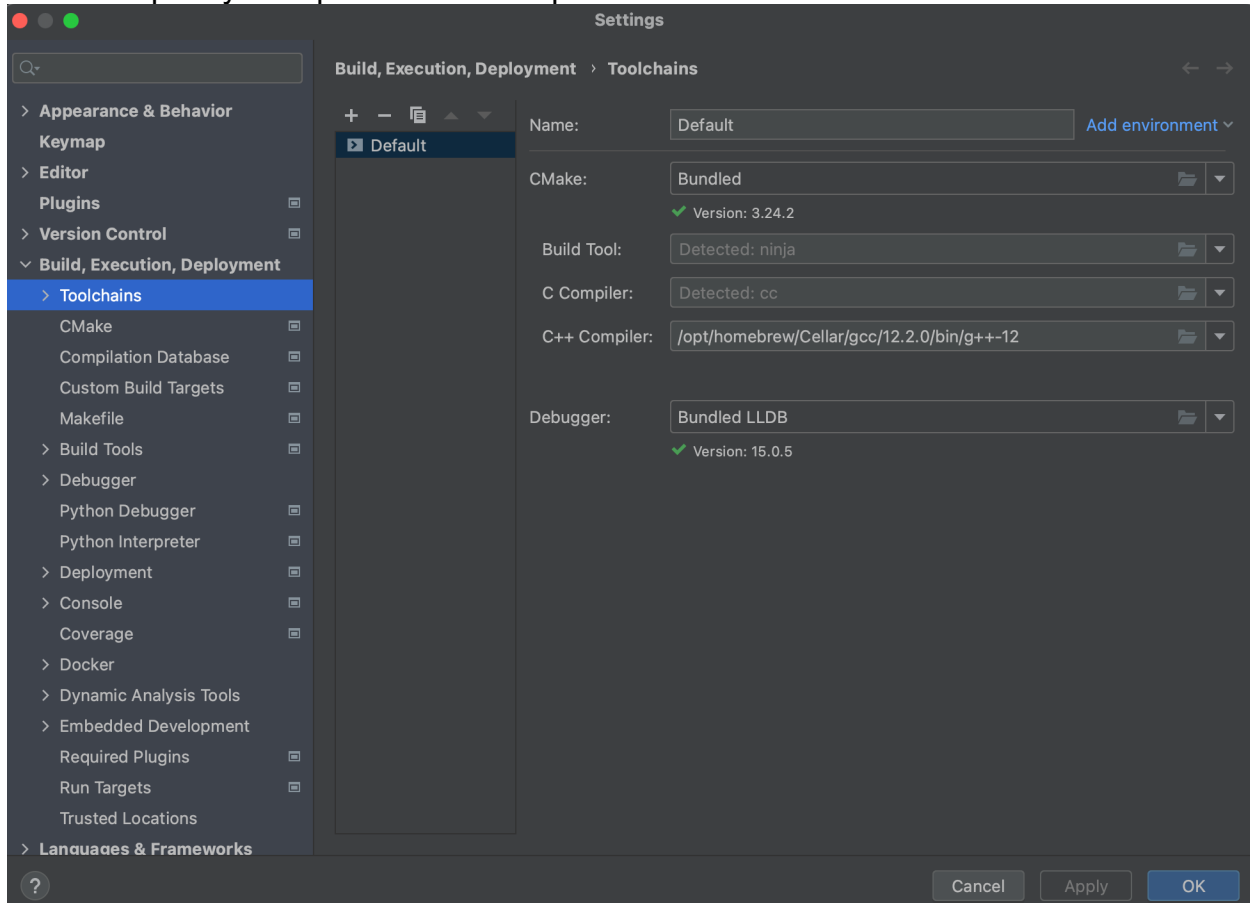 Settings
Build, Execution, Deployment › Toolchains
Appearance & Behavior
Keymap
Editor
Plugins
Version Control
Build, Execution, Deployment
Toolchains
CMake
Compilation Database
Custom Build Targets
Makefile
Build Tools
Debugger
Python Debugger
Python Interpreter
Deployment
Console
Coverage
Docker
Dynamic Analysis Tools
Embedded Development
Required Plugins
Run Targets
Trusted Locations
Languages & Frameworks
Default
Name: Default Add environment
CMake: Bundled
Version: 3.24.2
Build Tool: Detected: ninja
C Compiler: Detected: cc
C++ Compiler: /opt/homebrew/Cellar/gcc/12.2.0/bin/g++-12
Debugger: Bundled LLDB
Version: 15.0.5
? Cancel Apply OK